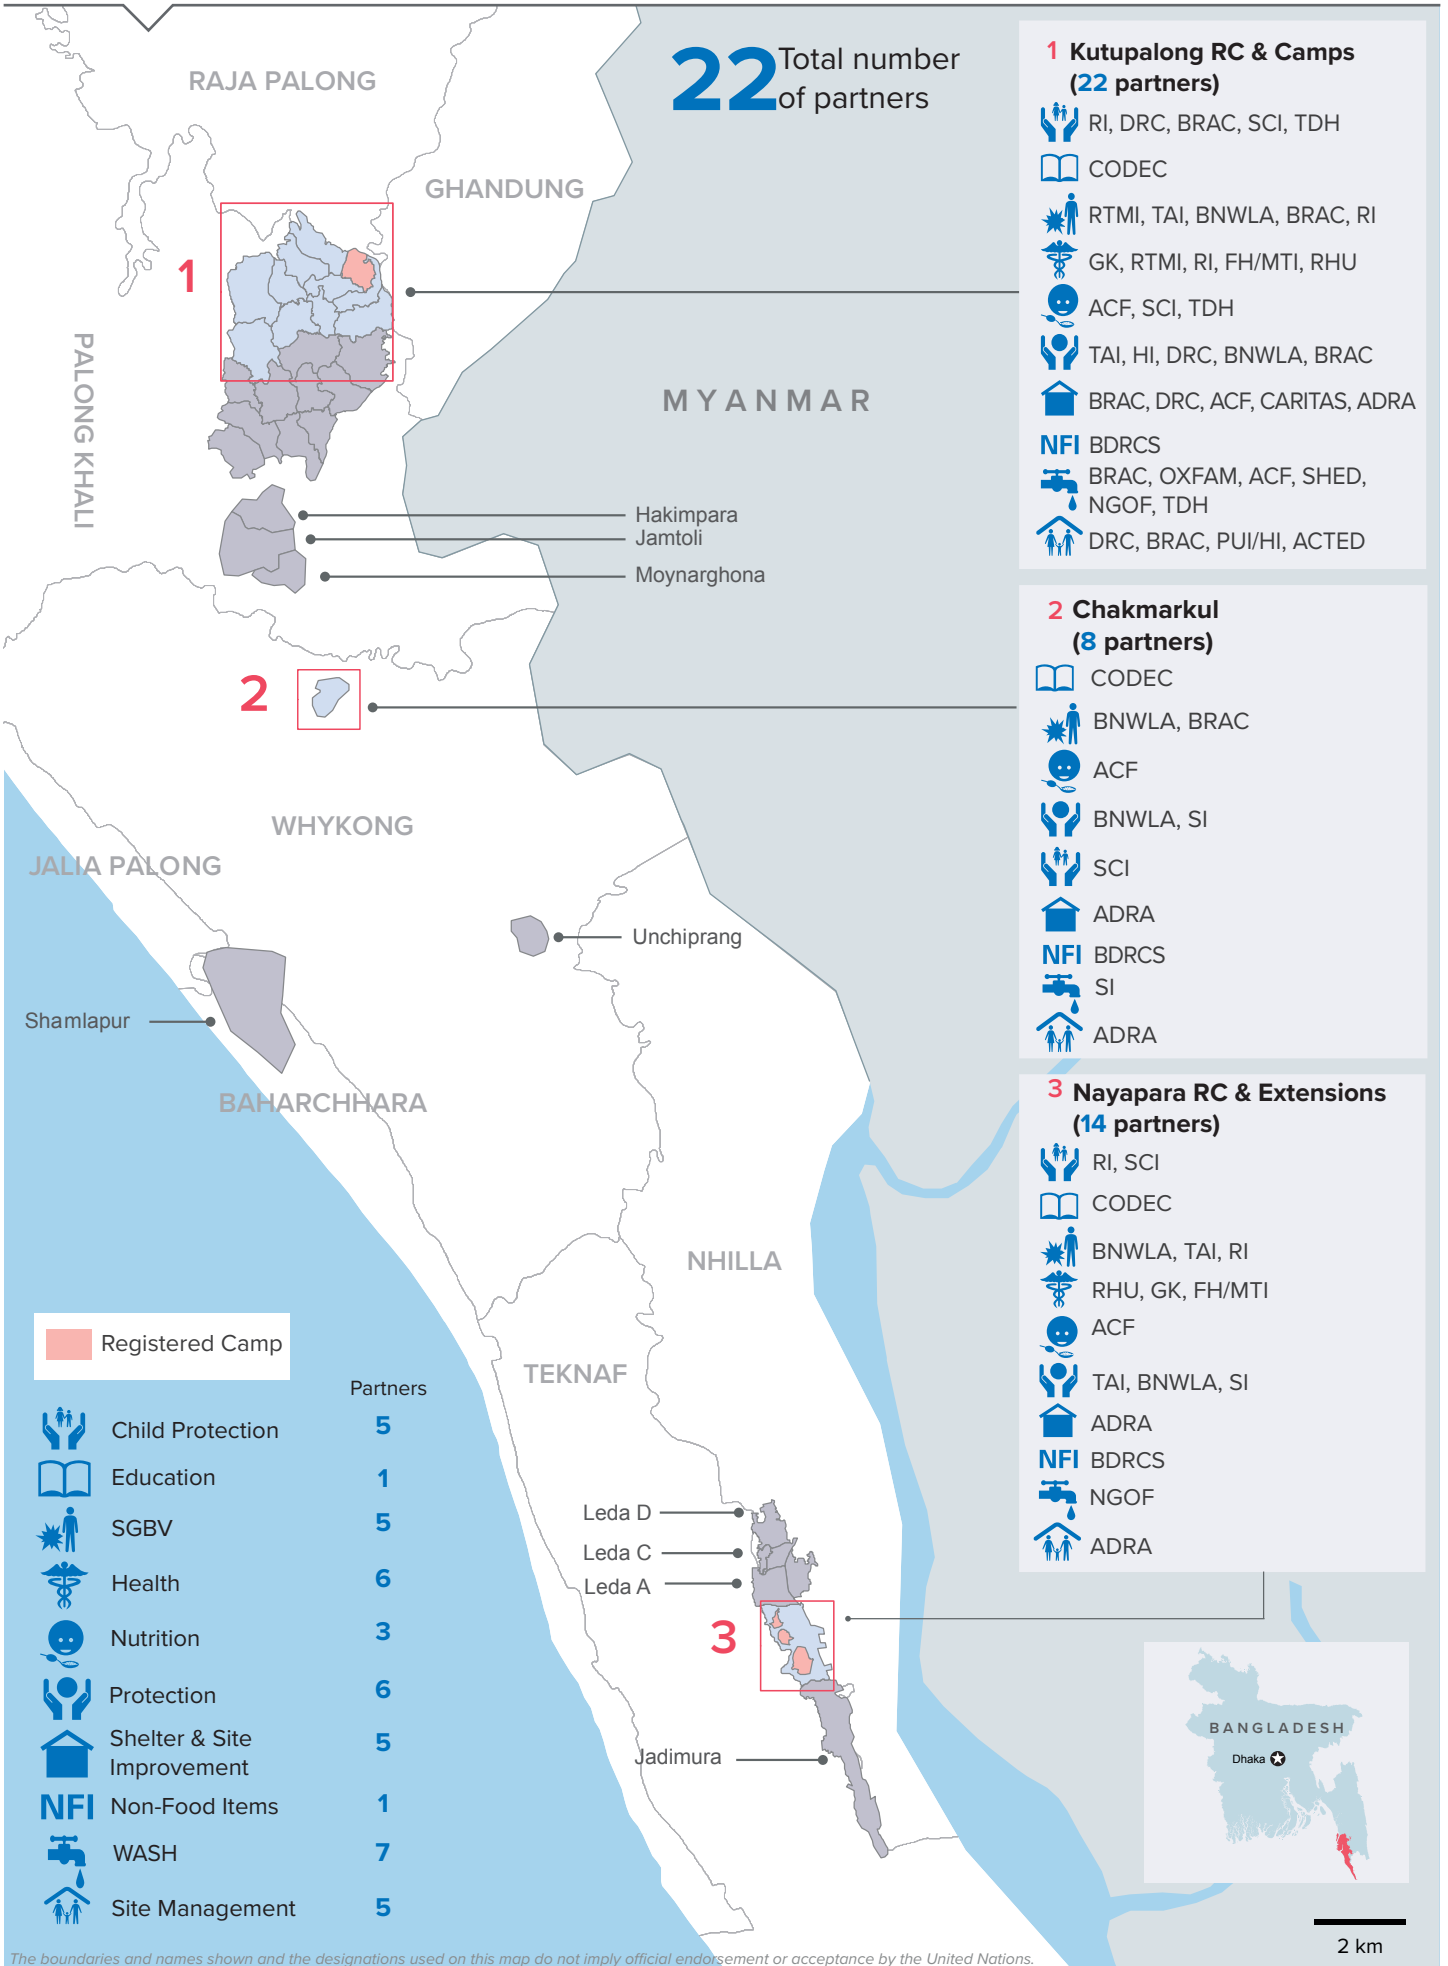 22
Total number
of partners
RAJA PALONG
GHANDUNG
1
PALONG KHALI
MYANMAR
Hakimpara
Jamtoli
Moynarghona
2
WHYKONG
JALIA PALONG
Unchiprang
Shamlapur
BAHARCHHARA
NHILLA
TEKNAF
Leda D
Leda C
Leda A
3
Jadimura
1 Kutupalong RC & Camps
(22 partners)
RI, DRC, BRAC, SCI, TDH
CODEC
RTMI, TAI, BNWLA, BRAC, RI
GK, RTMI, RI, FH/MTI, RHU
ACF, SCI, TDH
TAI, HI, DRC, BNWLA, BRAC
BRAC, DRC, ACF, CARITAS, ADRA
NFI BDRCS
BRAC, OXFAM, ACF, SHED,
NGOF, TDH
DRC, BRAC, PUI/HI, ACTED
2 Chakmarkul
(8 partners)
CODEC
BNWLA, BRAC
ACF
BNWLA, SI
SCI
ADRA
NFI BDRCS
SI
ADRA
3 Nayapara RC & Extensions
(14 partners)
RI, SCI
CODEC
BNWLA, TAI, RI
RHU, GK, FH/MTI
ACF
TAI, BNWLA, SI
ADRA
NFI BDRCS
NGOF
ADRA
Registered Camp
Partners
Child Protection 5
Education 1
SGBV 5
Health 6
Nutrition 3
Protection 6
Shelter & Site
Improvement 5
NFI Non-Food Items 1
WASH 7
Site Management 5
BANGLADESH
Dhaka
2 km
The boundaries and names shown and the designations used on this map do not imply official endorsement or acceptance by the United Nations.